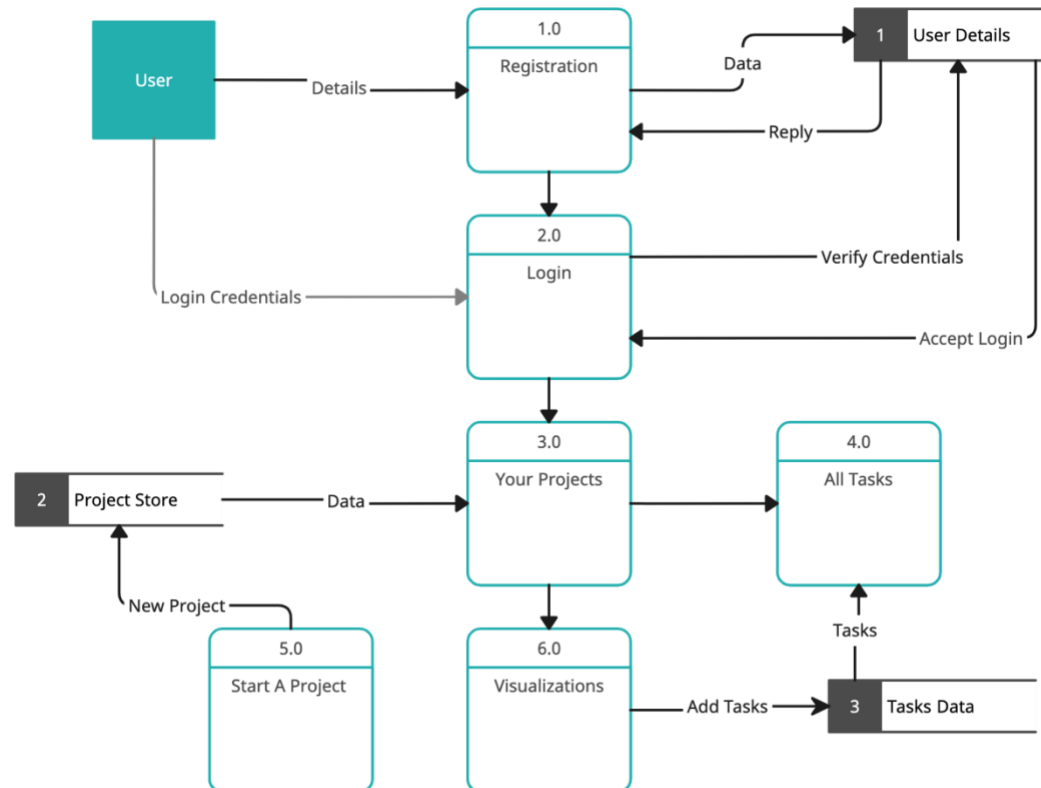 1.0
1
User Details
Registration
User
Data
Details
Reply
2.0
Login
Verify Credentials
Login Credentials
Accept Login
3.0
4.0
Your Projects
All Tasks
2
Project Store
Data
New Project
Tasks
5.0
6.0
Start A Project
Visualizations
Add Tasks
3
Tasks Data